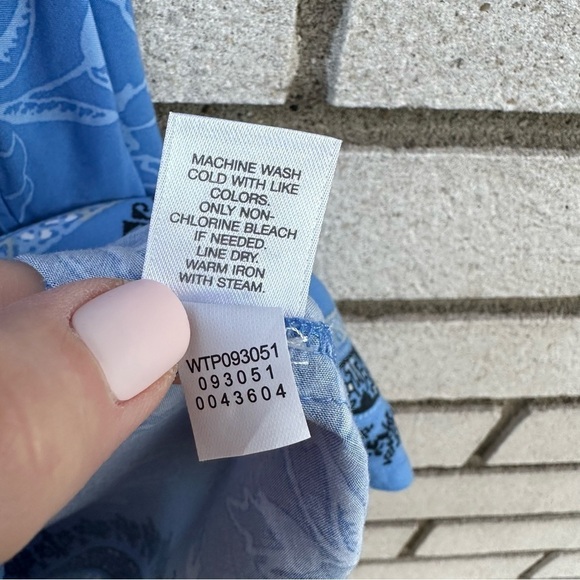 MACHINE WASH
COLD WITH LIKE
COLORS.
ONLY NON-
CHLORINE BLEACH
IF NEEDED.
LINE DRY.
WARM IRON
WITH STEAM.
WTP093051
093051
0043604